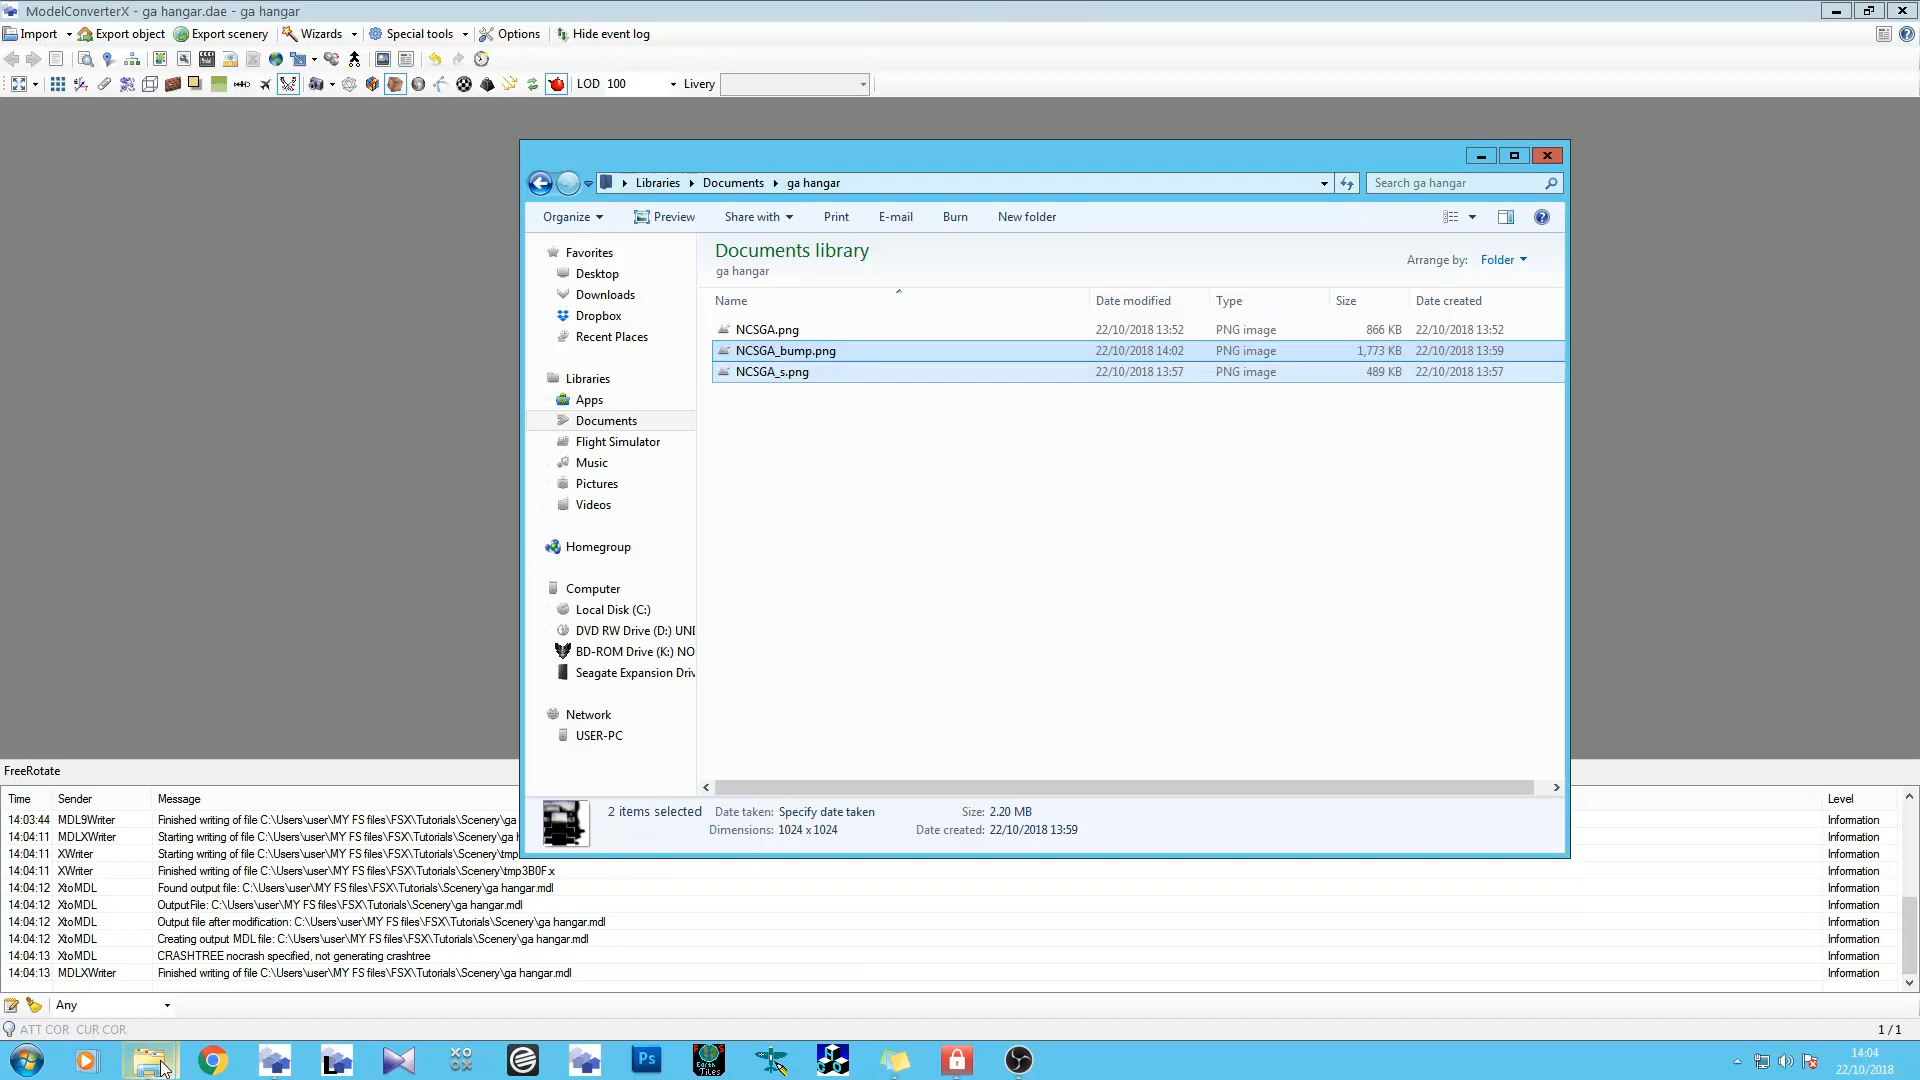 ModelConverterX - ga hangar.dae - ga hangar
Import Export object Export scenery Wizards Special tools Options Hide event log
LOD 100 Livery
Libraries Documents ga hangar
Search ga hangar
Organize Preview Share with Print E-mail Burn New folder
Favorites
Desktop
Downloads
Dropbox
Recent Places
Libraries
Apps
Documents
Flight Simulator
Music
Pictures
Videos
Homegroup
Computer
Local Disk (C:)
DVD RW Drive (D:) UNI
BD-ROM Drive (K:) NO
Seagate Expansion Driv
Network
USER-PC
Documents library
ga hangar
Arrange by: Folder
Name Date modified Type Size Date created
NCSGA.png 22/10/2018 13:52 PNG image 866 KB 22/10/2018 13:52
NCSGA_bump.png 22/10/2018 14:02 PNG image 1,773 KB 22/10/2018 13:59
NCSGA_s.png 22/10/2018 13:57 PNG image 489 KB 22/10/2018 13:57
2 items selected Date taken: Specify date taken Size: 2.20 MB
Dimensions: 1024 x 1024 Date created: 22/10/2018 13:59
FreeRotate
Time Sender Message Level
14:03:44 MDL9Writer Finished writing of file C:\Users\user\MY FS files\FSX\Tutorials\Scenery\ga Information
14:04:11 MDLXWriter Starting writing of file C:\Users\user\MY FS files\FSX\Tutorials\Scenery\ga h Information
14:04:11 XWriter Starting writing of file C:\Users\user\MY FS files\FSX\Tutorials\Scenery\tmp Information
14:04:11 XWriter Finished writing of file C:\Users\user\MY FS files\FSX\Tutorials\Scenery\tmp3B0F.x Information
14:04:12 XtoMDL Found output file: C:\Users\user\MY FS files\FSX\Tutorials\Scenery\ga hangar.mdl Information
14:04:12 XtoMDL OutputFile: C:\Users\user\MY FS files\FSX\Tutorials\Scenery\ga hangar.mdl Information
14:04:12 XtoMDL Output file after modification: C:\Users\user\MY FS files\FSX\Tutorials\Scenery\ga hangar.mdl Information
14:04:12 XtoMDL Creating output MDL file: C:\Users\user\MY FS files\FSX\Tutorials\Scenery\ga hangar.mdl Information
14:04:13 XtoMDL CRASHTREE nocrash specified, not generating crashtree Information
14:04:13 MDLXWriter Finished writing of file C:\Users\user\MY FS files\FSX\Tutorials\Scenery\ga hangar.mdl Information
Any
ATT COR CUR COR 1 / 1
Ps
Earth Tiles
14:04
22/10/2018